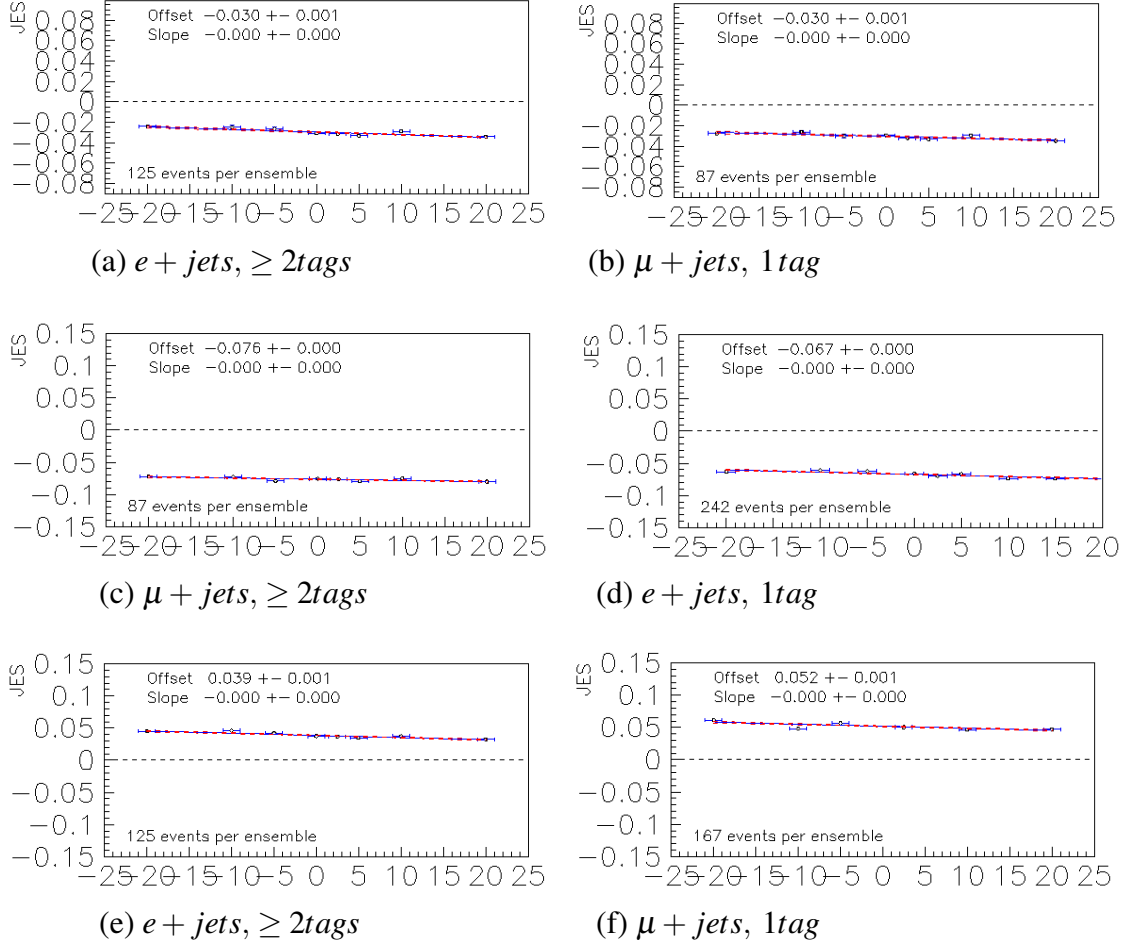 JES
0.08
0.06
0.04
0.02
0
−0.02
−0.04
−0.06
−0.08
Offset −0.030 +− 0.001
Slope −0.000 +− 0.000
125 events per ensemble
−25−20−15−10 −5 0 5 10 15 20 25
(a) e + jets, ≥ 2tags
JES
0.08
0.06
0.04
0.02
0
−0.02
−0.04
−0.06
−0.08
Offset −0.030 +− 0.001
Slope −0.000 +− 0.000
87 events per ensemble
−25−20−15−10 −5 0 5 10 15 20 25
(b) μ + jets, 1tag
JES
0.15
0.1
0.05
0
−0.05
−0.1
−0.15
Offset −0.076 +− 0.000
Slope −0.000 +− 0.000
87 events per ensemble
−25−20−15−10 −5 0 5 10 15 20 25
(c) μ + jets, ≥ 2tags
JES
0.15
0.1
0.05
0
−0.05
−0.1
−0.15
Offset −0.067 +− 0.000
Slope −0.000 +− 0.000
242 events per ensemble
−25 −20 −15 −10 −5 0 5 10 15 20
(d) e + jets, 1tag
JES
0.15
0.1
0.05
0
−0.05
−0.1
−0.15
Offset 0.039 +− 0.001
Slope −0.000 +− 0.000
125 events per ensemble
−25−20−15−10 −5 0 5 10 15 20 25
(e) e + jets, ≥ 2tags
JES
0.15
0.1
0.05
0
−0.05
−0.1
−0.15
Offset 0.052 +− 0.001
Slope −0.000 +− 0.000
167 events per ensemble
−25−20−15−10 −5 0 5 10 15 20 25
(f) μ + jets, 1tag